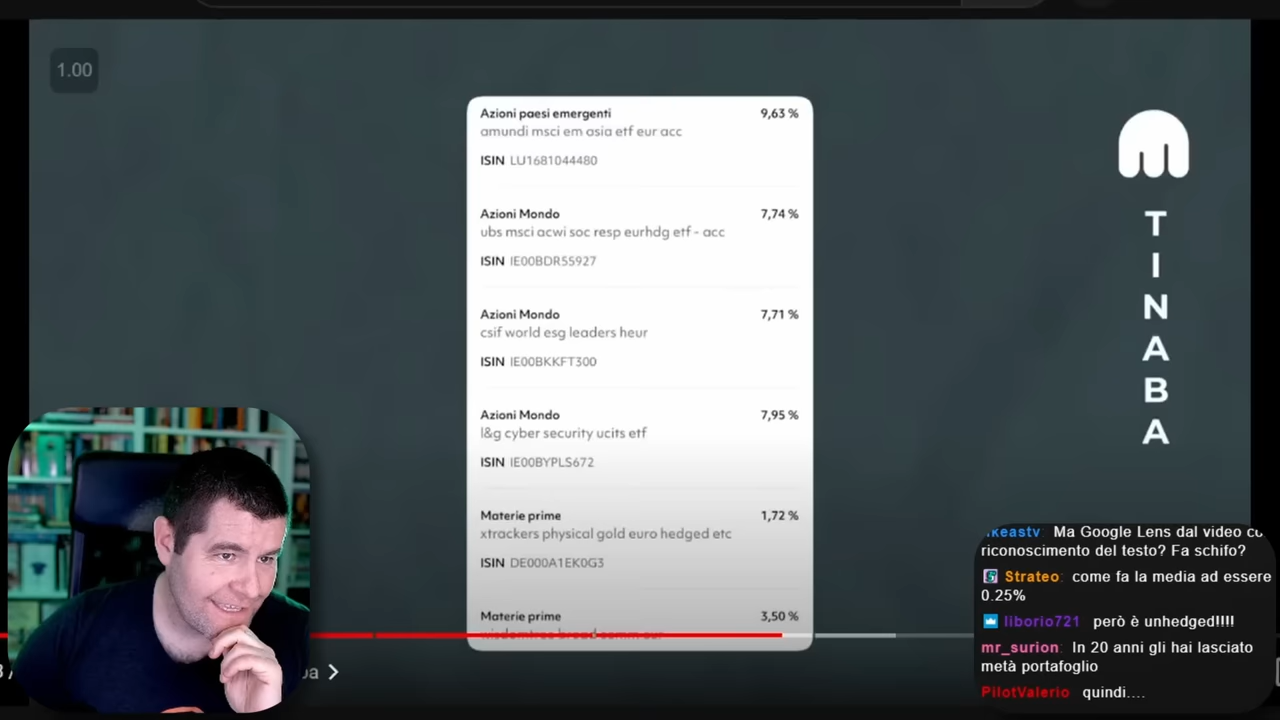 1.00
Azioni paesi emergenti 9,63 %
amundi msci em asia etf eur acc
ISIN LU1681044480
Azioni Mondo 7,74 %
ubs msci acwi soc resp eurhdg etf - acc
ISIN IE00BDR55927
Azioni Mondo 7,71 %
csif world esg leaders heur
ISIN IE00BKKFT300
Azioni Mondo 7,95 %
l&g cyber security ucits etf
ISIN IE00BYPLS672
Materie prime 1,72 %
xtrackers physical gold euro hedged etc
ISIN DE000A1EK0G3
Materie prime 3,50 %
wisdomtree broad comm eur
TINABA
Ma Google Lens dal video co
riconoscimento del testo? Fa schifo?
Strateo: come fa la media ad essere
0.25%
liborio721 però è unhedged!!!!
mr_surion: In 20 anni gli hai lasciato
metà portafoglio
PilotValerio quindi....